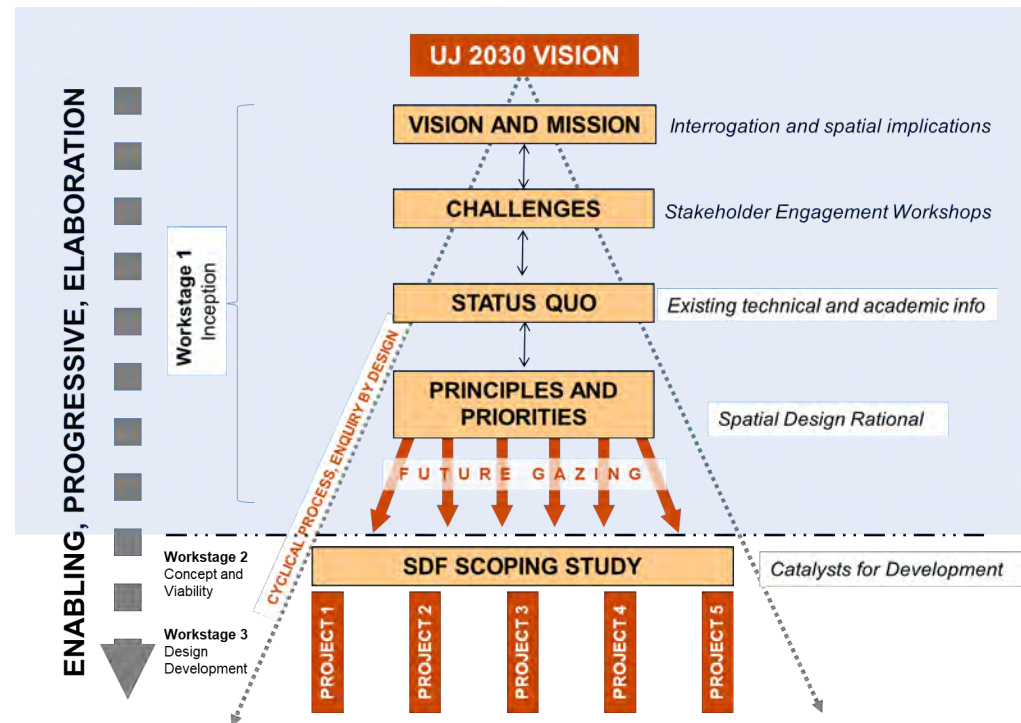 UJ 2030 VISION
ENABLING, PROGRESSIVE, ELABORATION
Workstage 1
Inception
VISION AND MISSION
Interrogation and spatial implications
CHALLENGES
Stakeholder Engagement Workshops
STATUS QUO
Existing technical and academic info
CYCLICAL PROCESS, ENQUIRY BY DESIGN
PRINCIPLES AND
PRIORITIES
Spatial Design Rational
FUTURE GAZING
Workstage 2
Concept and
Viability
SDF SCOPING STUDY
Catalysts for Development
Workstage 3
Design
Development
PROJECT 1
PROJECT 2
PROJECT 3
PROJECT 4
PROJECT 5